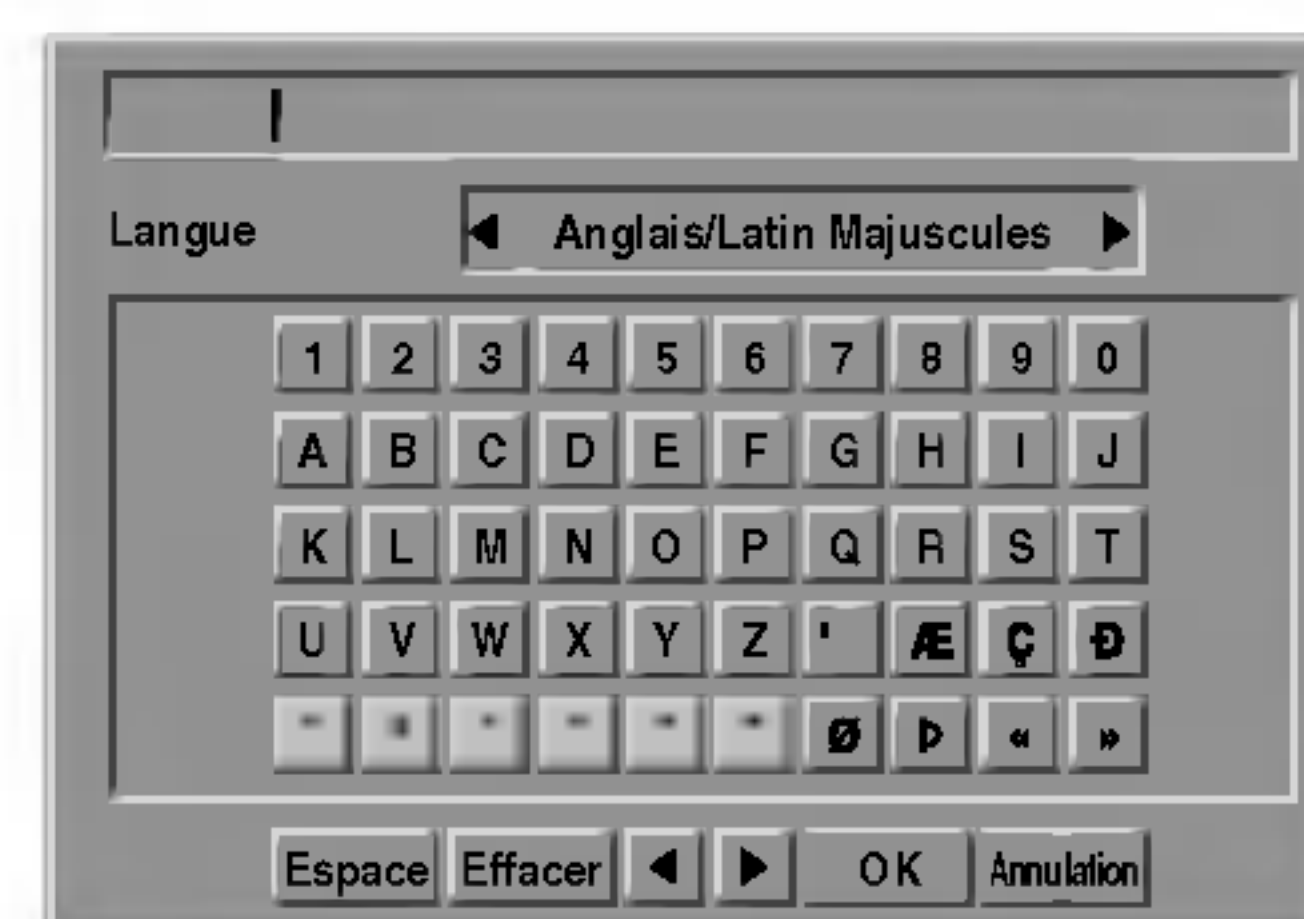 Langue ◀ Anglais/Latin Majuscules ▶
1 2 3 4 5 6 7 8 9 0
A B C D E F G H I J
K L M N O P Q R S T
U V W X Y Z ' Æ Ç Ð
Ø Þ « »
Espace Effacer ◀ ▶ OK Annulation